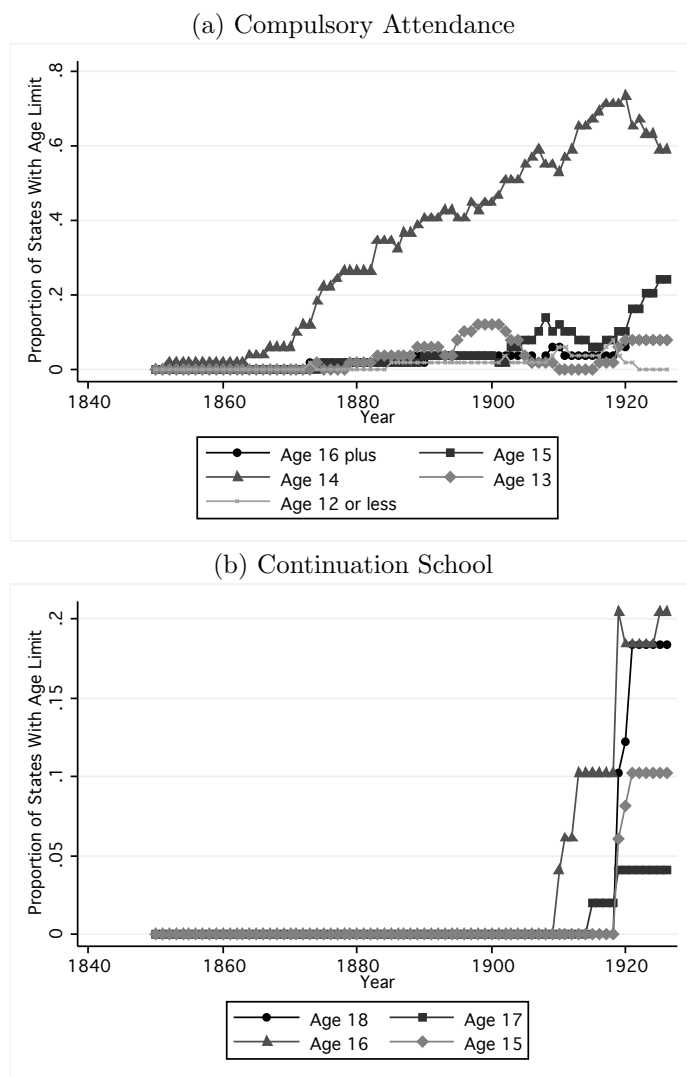 (a) Compulsory Attendance
Proportion of States With Age Limit
.8
.6
.4
.2
0
1840 1860 1880 1900 1920
Year
Age 16 plus Age 15
Age 14 Age 13
Age 12 or less
(b) Continuation School
Proportion of States With Age Limit
.2
.15
.1
.05
0
1840 1860 1880 1900 1920
Year
Age 18 Age 17
Age 16 Age 15